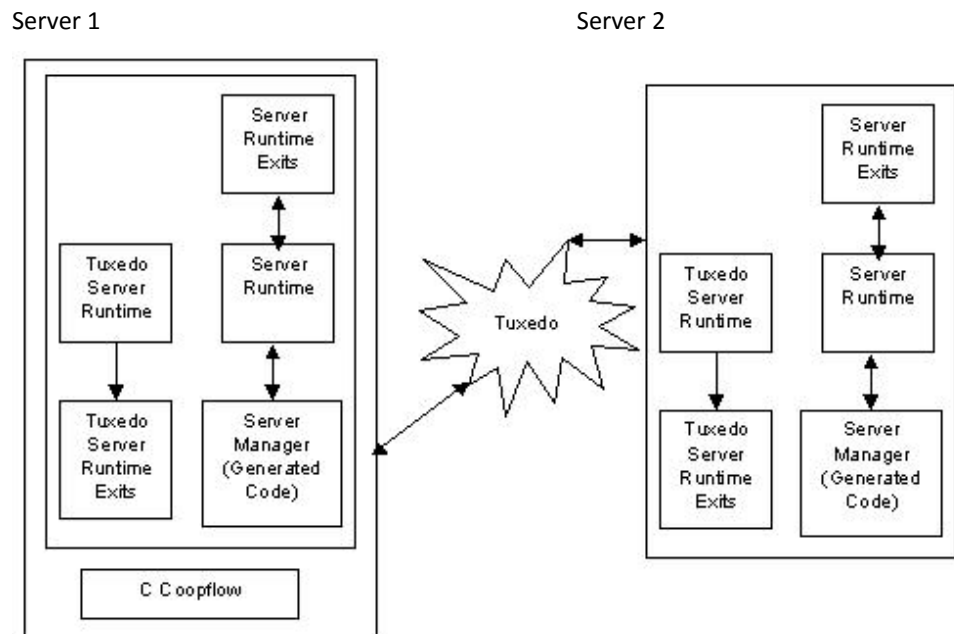 Server 1
Server 2
Server
Runtime
Exits
Tuxedo
Server
Runtime
Server
Runtime
Tuxedo
Server
Runtime
Exits
Server
Manager
(Generated
Code)
C Coopflow
Tuxedo
Server
Runtime
Exits
Tuxedo
Server
Runtime
Server
Runtime
Tuxedo
Server
Runtime
Exits
Server
Manager
(Generated
Code)